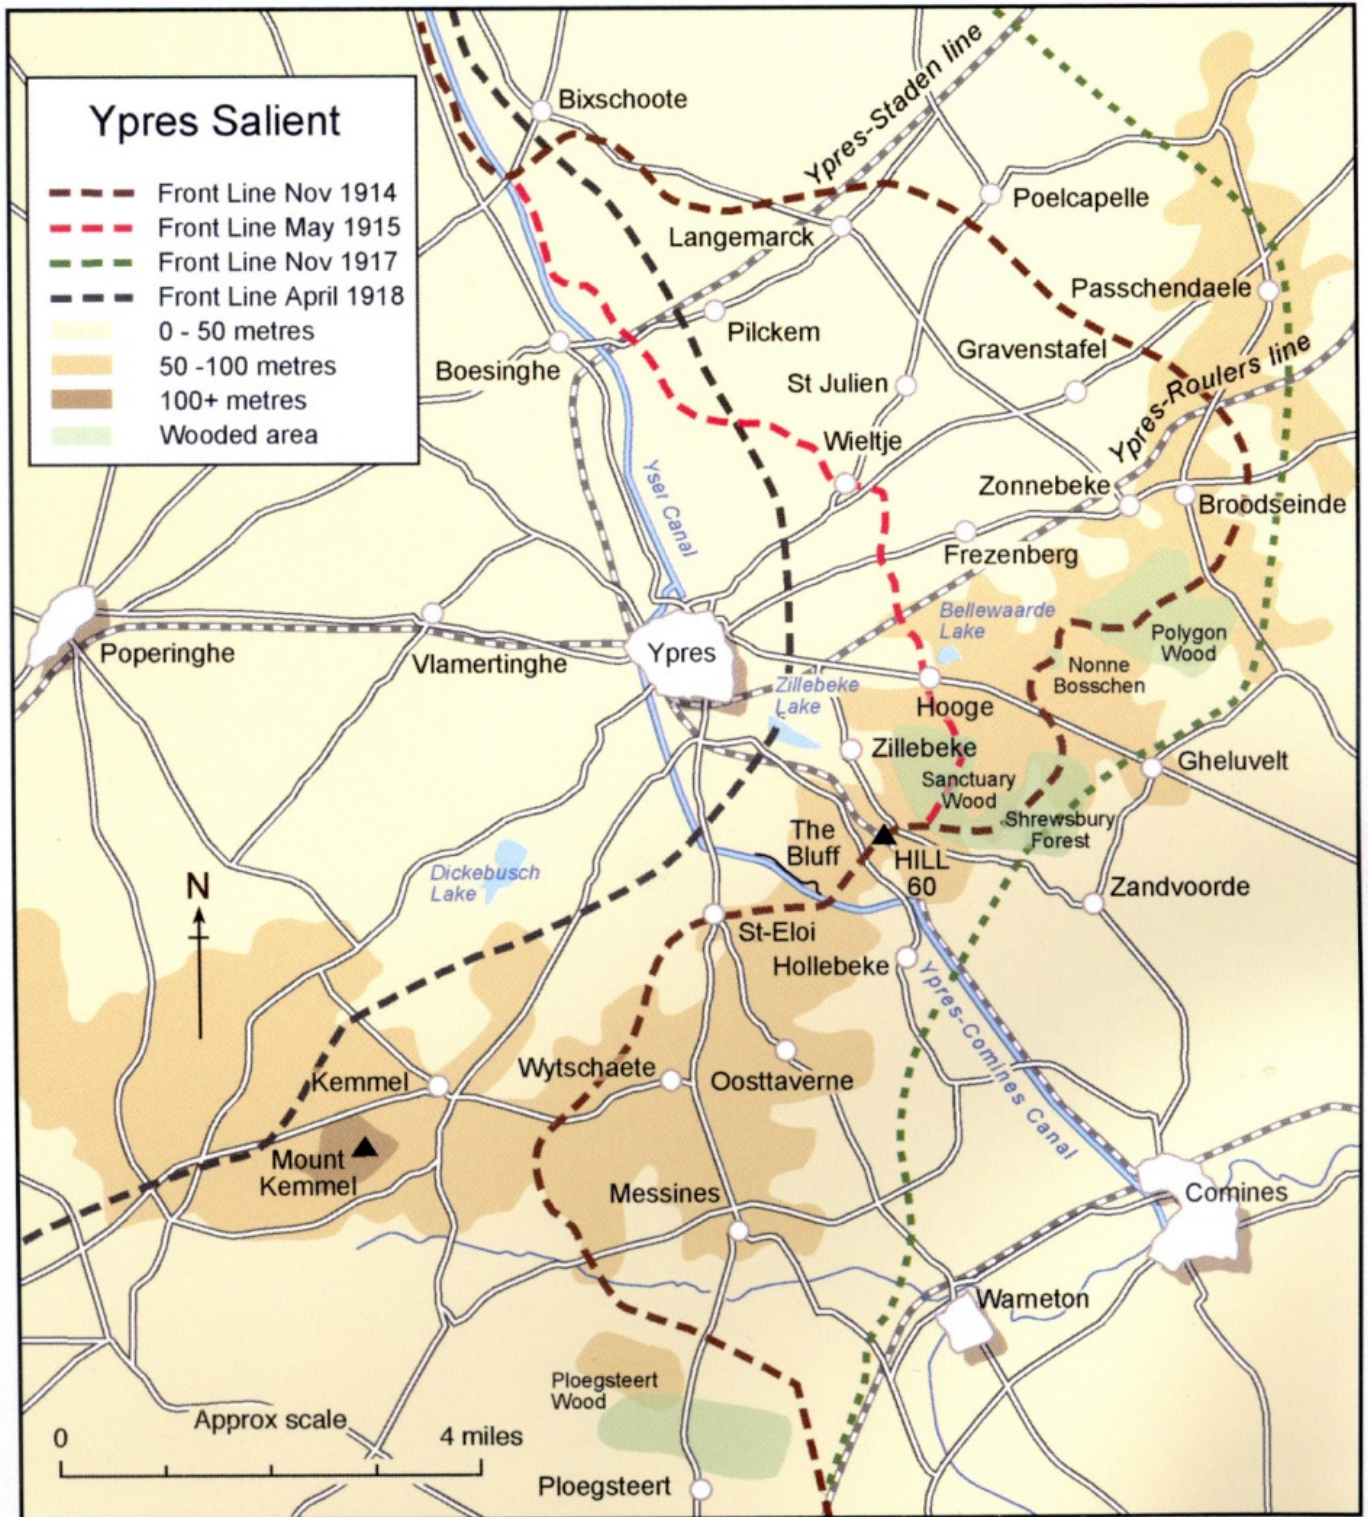 Ypres Salient
Front Line Nov 1914
Front Line May 1915
Front Line Nov 1917
Front Line April 1918
0 - 50 metres
50 -100 metres
100+ metres
Wooded area
Bixschoote
Ypres-Staden line
Poelcapelle
Langemarck
Passchendaele
Pilckem
Gravenstafel
Boesinghe
St Julien
Ypres-Roulers line
Wieltje
Yser Canal
Zonnebeke
Broodseinde
Frezenberg
Bellewaarde
Lake
Polygon
Wood
Poperinghe
Vlamertinghe
Ypres
Nonne
Bosschen
Zillebeke
Lake
Hooge
Zillebeke
Gheluvelt
Sanctuary
Wood
Shrewsbury
Forest
The
Bluff
HILL
60
Dickebusch
Lake
N
Zandvoorde
St-Eloi
Hollebeke
Ypres-Comines Canal
Kemmel
Wytschaete
Oosttaverne
Mount
Kemmel
Messines
Comines
Warneton
Ploegsteert
Wood
Approx scale
0
4 miles
Ploegsteert